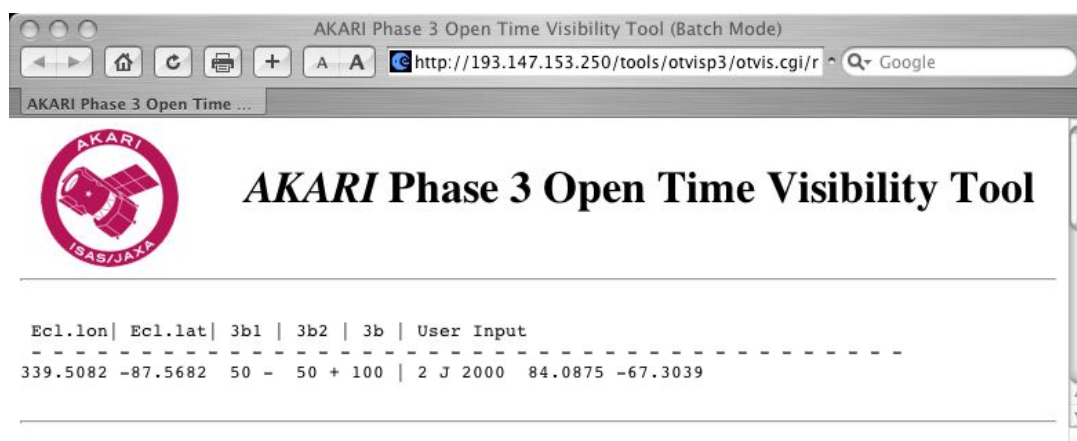 AKARI Phase 3 Open Time Visibility Tool (Batch Mode)
A A http://193.147.153.250/tools/otvisp3/otvis.cgi/r Google
AKARI Phase 3 Open Time ...
AKARI
ISAS/JAXA
AKARI Phase 3 Open Time Visibility Tool
Ecl.lon| Ecl.lat| 3b1 | 3b2 | 3b | User Input
- - - - - - - - - - - - - - - - - - - - - - - - - - - - - - - - - - - - - - - -
339.5082 -87.5682 50 - 50 + 100 | 2 J 2000 84.0875 -67.3039